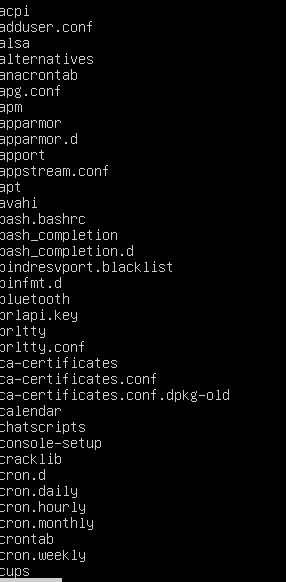 acpi
adduser.conf
alsa
alternatives
anacrontab
apg.conf
apm
apparmor
apparmor.d
apport
appstream.conf
apt
avahi
bash.bashrc
bash_completion
bash_completion.d
bindresvport.blacklist
binfmt.d
bluetooth
brlapi.key
brltty
brltty.conf
ca-certificates
ca-certificates.conf
ca-certificates.conf.dpkg-old
calendar
chatscripts
console-setup
cracklib
cron.d
cron.daily
cron.hourly
cron.monthly
crontab
cron.weekly
cups